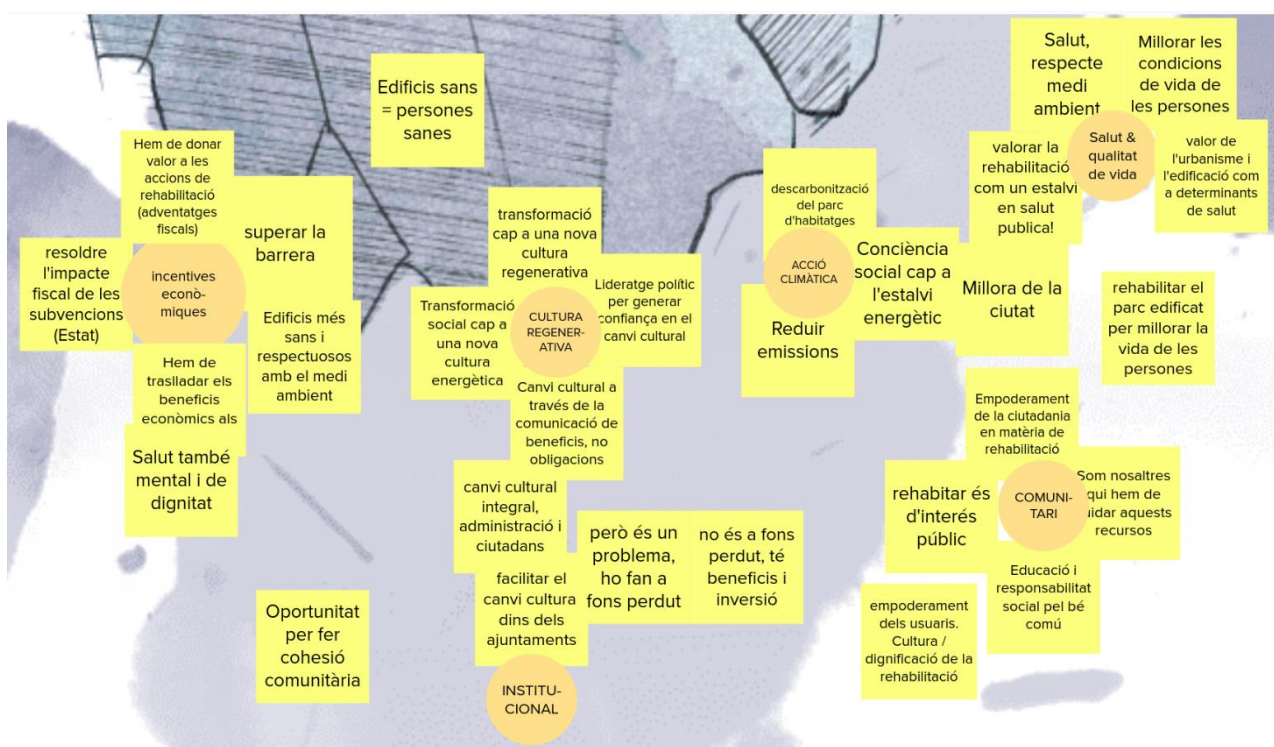 Edificis sans
= persones
sanes
Hem de donar
valor a les
accions de
rehabilitació
(adventatges
fiscals)
superar la
barrera
resoldre
l'impacte
fiscal de les
subvencions
(Estat)
incentives
econò-
miques
Edificis més
sans i
respectuosos
amb el medi
ambient
Hem de
traslladar els
beneficis
econòmics als
Salut també
mental i de
dignitat
Oportunitat
per fer
cohesió
comunitària
transformació
cap a una nova
cultura
regenerativa
Lideratge polític
per generar
confiança en el
canvi cultural
Transformació
social cap a
una nova
cultura
energètica
CULTURA
REGENER-
ATIVA
Canvi cultural a
través de la
comunicació de
beneficis, no
obligacions
canvi cultural
integral,
administració i
ciutadans
facilitar el
canvi cultura
dins dels
ajuntaments
INSTITU-
CIONAL
però és un
problema,
ho fan a
fons perdut
no és a fons
perdut, té
beneficis i
inversió
descarbonització
del parc
d'habitatges
ACCIÓ
CLIMÀTICA
Conciència
social cap a
l'estalvi
energètic
Reduir
emissions
Millora de la
ciutat
Salut,
respecte
medi
ambient
Millorar les
condicions
de vida de
les persones
Salut &
qualitat
de vida
valorar la
rehabilitació
com un estalvi
en salut
publica!
valor de
l'urbanisme i
l'edificació com
a determinants
de salut
rehabilitar el
parc edificat
per millorar la
vida de les
persones
Empoderament
de la ciutadania
en matèria de
rehabilitació
rehabitar és
d'interés
públic
COMUNI-
TARI
Som nosaltres
qui hem de
cuidar aquests
recursos
Educació i
responsabilitat
social pel bé
comú
empoderament
dels usuaris.
Cultura /
dignificació de la
rehabilitació